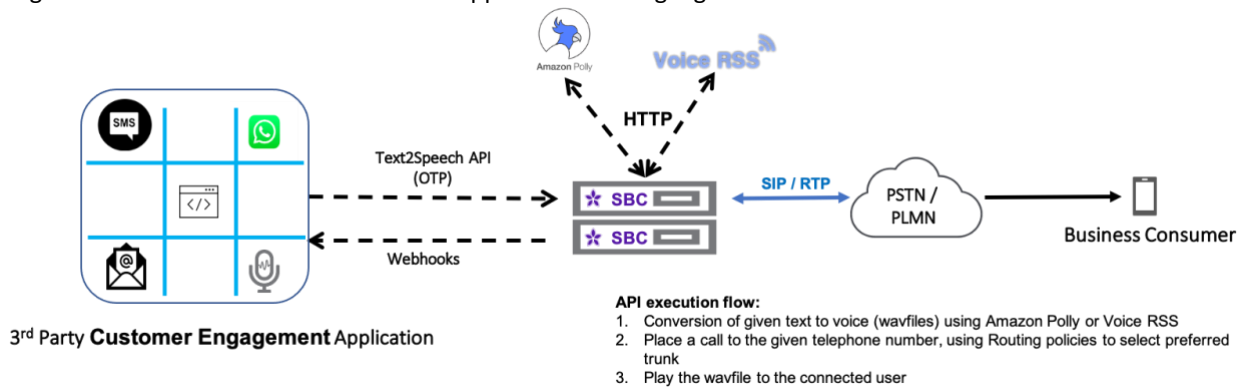 Amazon Polly
Voice RSS
HTTP
SMS
</>
@
Text2Speech API
(OTP)
Webhooks
SBC
SBC
SIP / RTP
PSTN /
PLMN
Business Consumer
3rd Party Customer Engagement Application
API execution flow:
1. Conversion of given text to voice (wavfiles) using Amazon Polly or Voice RSS
2. Place a call to the given telephone number, using Routing policies to select preferred
trunk
3. Play the wavfile to the connected user